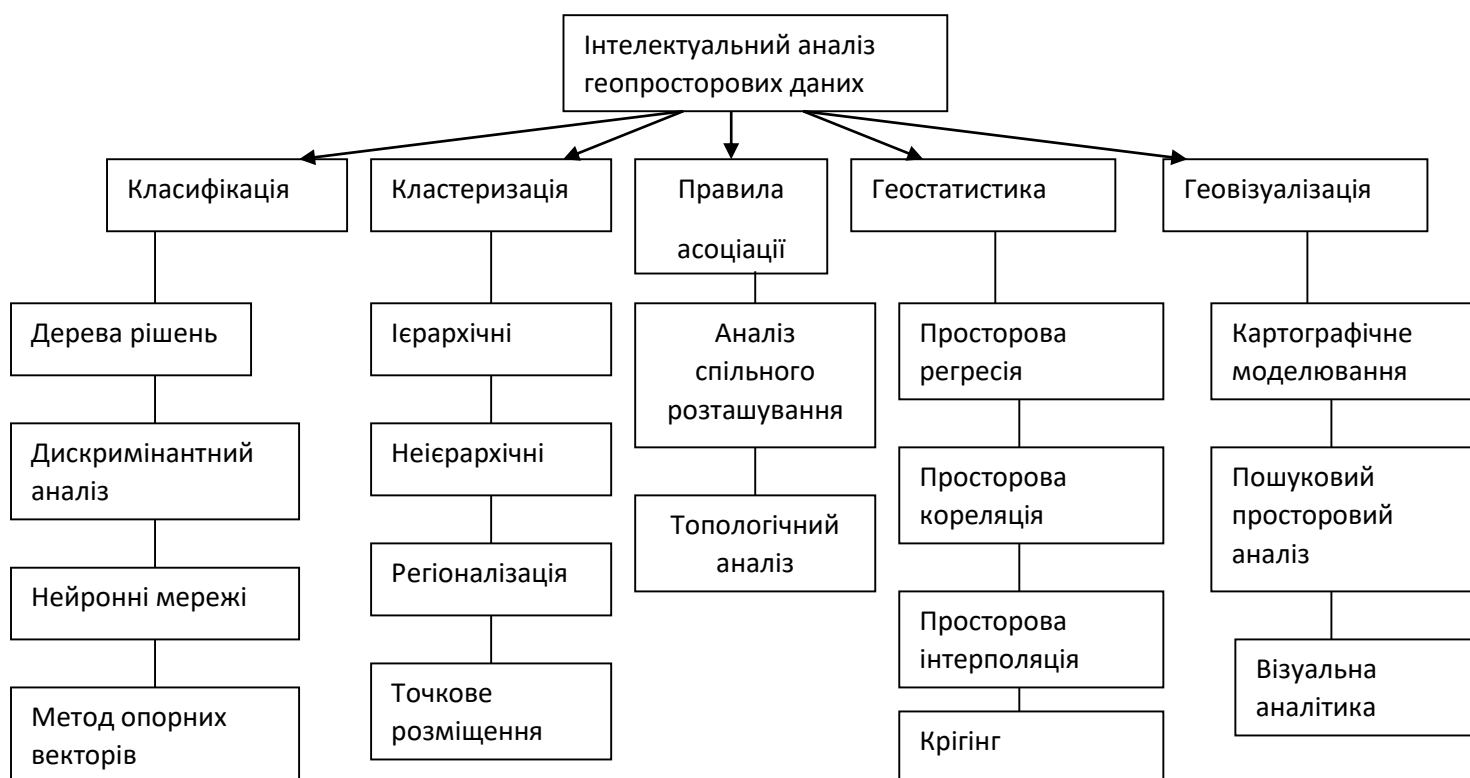 Інтелектуальний аналіз
геопросторових даних
Класифікація
Кластеризація
Правила
асоціації
Геостатистика
Геовізуалізація
Дерева рішень
Дискримінантний
аналіз
Нейронні мережі
Метод опорних
векторів
Ієрархічні
Неієрархічні
Регіоналізація
Точкове
розміщення
Аналіз
спільного
розташування
Топологічний
аналіз
Просторова
регресія
Просторова
кореляція
Просторова
інтерполяція
Крігінг
Картографічне
моделювання
Пошуковий
просторовий
аналіз
Візуальна
аналітика